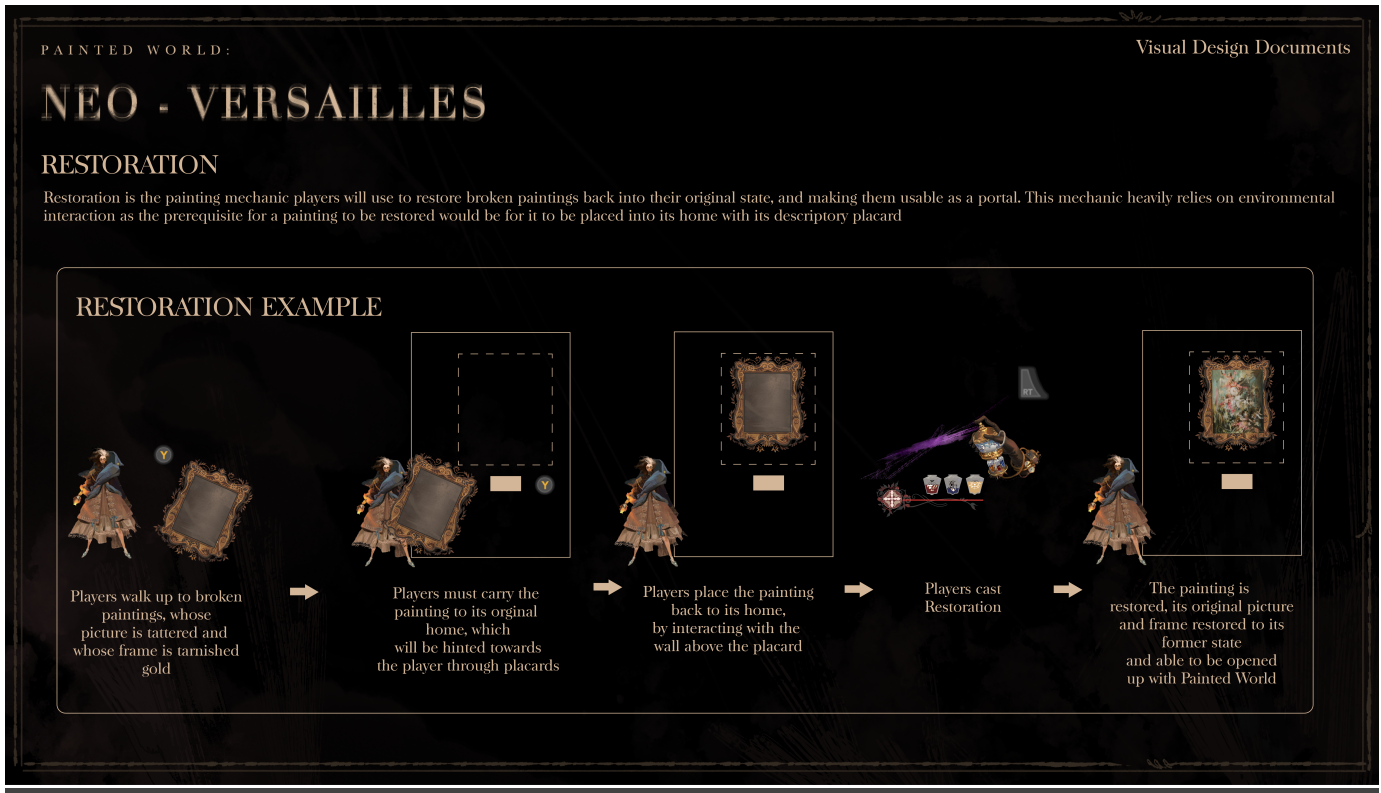 PAINTED WORLD:
Visual Design Documents
NEO - VERSAILLES
RESTORATION
Restoration is the painting mechanic players will use to restore broken paintings back into their original state, and making them usable as a portal. This mechanic heavily relies on environmental
interaction as the prerequisite for a painting to be restored would be for it to be placed into its home with its descriptory placard
RESTORATION EXAMPLE
Y
Y
RT
Players walk up to broken
paintings, whose
picture is tattered and
whose frame is tarnished
gold
Players must carry the
painting to its orginal
home, which
will be hinted towards
the player through placards
Players place the painting
back to its home,
by interacting with the
wall above the placard
Players cast
Restoration
The painting is
restored, its original picture
and frame restored to its
former state
and able to be opened
up with Painted World